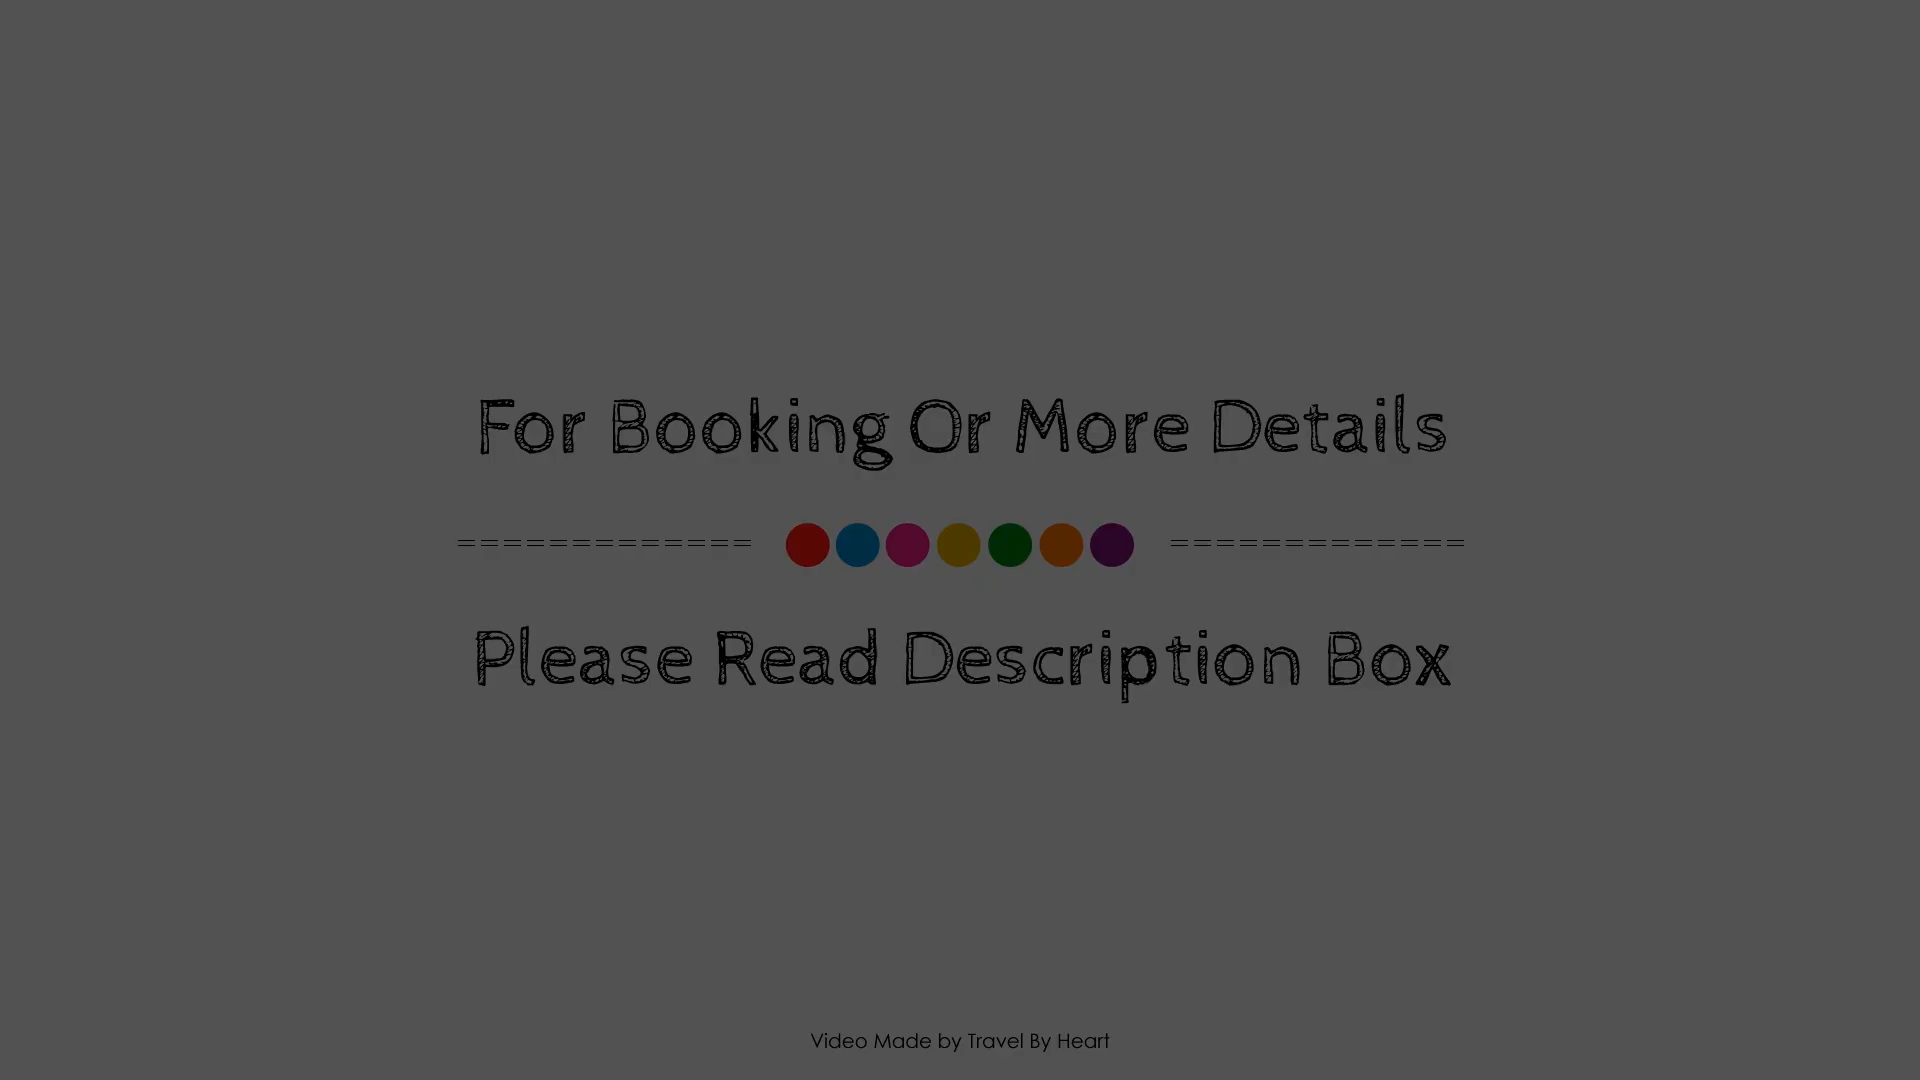 For Booking Or More Details
============= =============
Please Read Description Box
Video Made by Travel By Heart